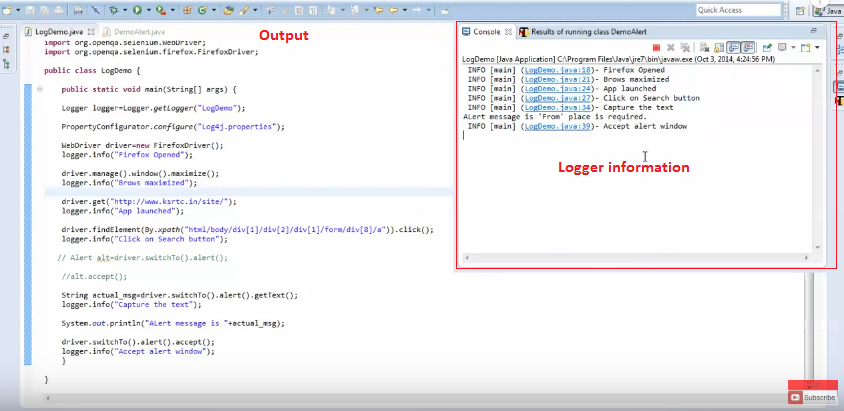 Quick Access
Java
LogDemo.java
DemoAlert.java
Output
import org.openqa.selenium.WebDriver;
import org.openqa.selenium.firefox.FirefoxDriver;
public class LogDemo {
public static void main(String[] args) {
Logger logger=Logger.getLogger("LogDemo");
PropertyConfigurator.configure("Log4j.properties");
WebDriver driver=new FirefoxDriver();
logger.info("Firefox Opened");
driver.manage().window().maximize();
logger.info("Brows maximized");
driver.get("http://www.ksrtc.in/site/");
logger.info("App launched");
driver.findElement(By.xpath("html/body/div[1]/div[2]/div[1]/form/div[8]/a")).click();
logger.info("Click on Search button");
// Alert alt=driver.switchTo().alert();
//alt.accept();
String actual_msg=driver.switchTo().alert().getText();
logger.info("Capture the text");
System.out.println("ALert message is "+actual_msg);
driver.switchTo().alert().accept();
logger.info("Accept alert window");
}
}
Console
Results of running class DemoAlert
LogDemo [Java Application] C:\Program Files\Java\jre7\bin\javaw.exe (Oct 3, 2014, 4:24:56 PM)
INFO [main] (LogDemo.java:18)- Firefox Opened
INFO [main] (LogDemo.java:21)- Brows maximized
INFO [main] (LogDemo.java:24)- App launched
INFO [main] (LogDemo.java:27)- Click on Search button
INFO [main] (LogDemo.java:34)- Capture the text
ALert message is 'From' place is required.
INFO [main] (LogDemo.java:39)- Accept alert window
Logger information
Subscribe